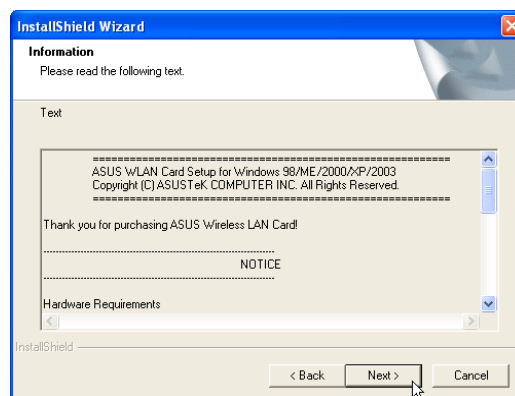 InstallShield Wizard
Information
Please read the following text.
Text
=======================================================
ASUS WLAN Card Setup for Windows 98/ME/2000/XP/2003
Copyright (C) ASUSTeK COMPUTER INC. All Rights Reserved.
=======================================================
Thank you for purchasing ASUS Wireless LAN Card!
----------------------------------------------------------------------
NOTICE
----------------------------------------------------------------------
Hardware Requirements
InstallShield
< Back
Next >
Cancel